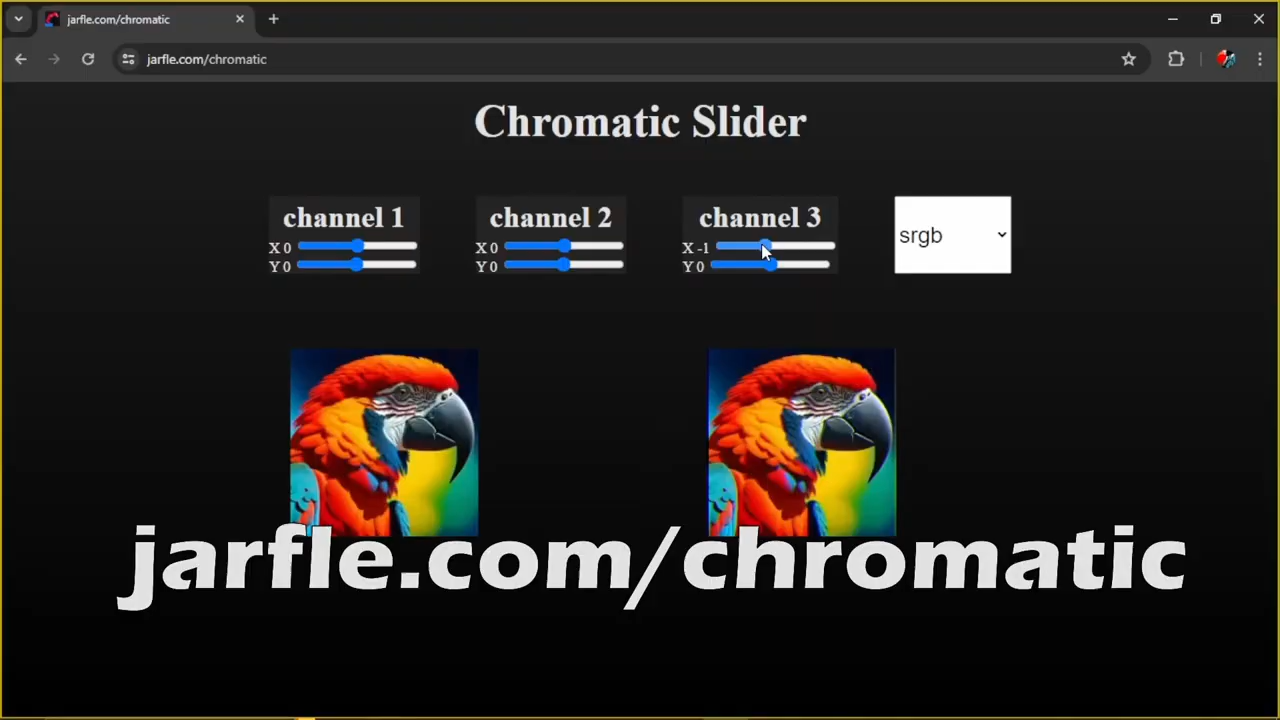 jarfle.com/chromatic
jarfle.com/chromatic
Chromatic Slider
channel 1
X 0
Y 0
channel 2
X 0
Y 0
channel 3
X -1
Y 0
srgb
jarfle.com/chromatic